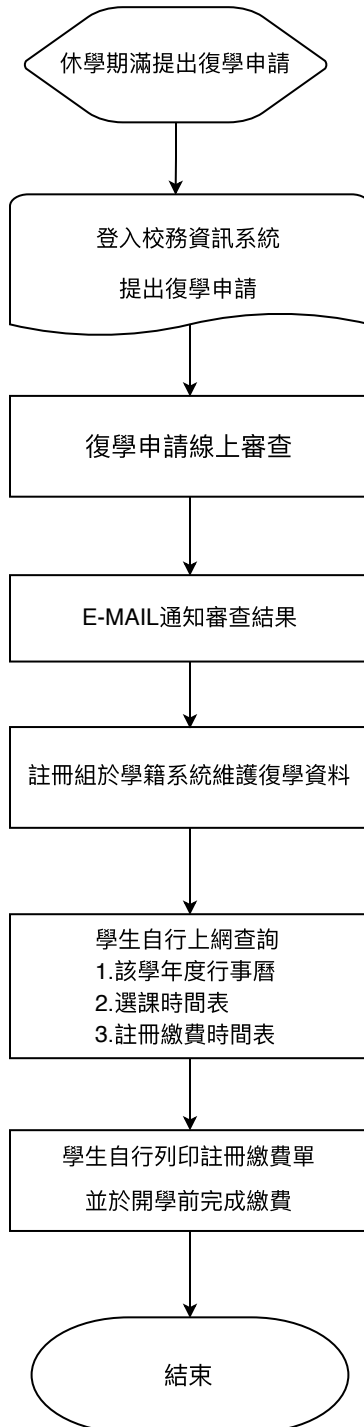 休學期滿提出復學申請
登入校務資訊系統
提出復學申請
復學申請線上審查
E-MAIL通知審查結果
註冊組於學籍系統維護復學資料
學生自行上網查詢
1.該學年度行事曆
2.選課時間表
3.註冊繳費時間表
學生自行列印註冊繳費單
並於開學前完成繳費
結束